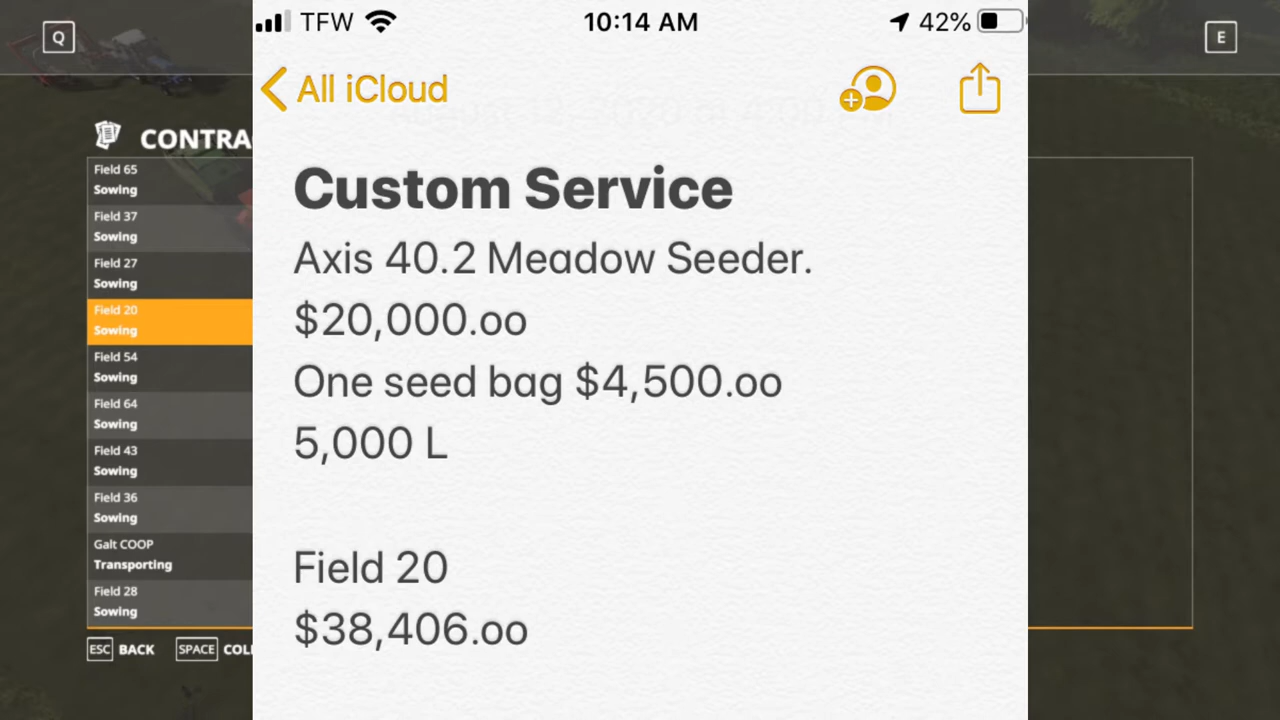 TFW 10:14 AM 42%
Q
E
All iCloud
CONTRA
Field 65
Sowing
Field 37
Sowing
Field 27
Sowing
Field 20
Sowing
Field 54
Sowing
Field 64
Sowing
Field 43
Sowing
Field 36
Sowing
Galt COOP
Transporting
Field 28
Sowing
ESC BACK SPACE COL
Custom Service
Axis 40.2 Meadow Seeder.
$20,000.oo
One seed bag $4,500.oo
5,000 L
Field 20
$38,406.oo